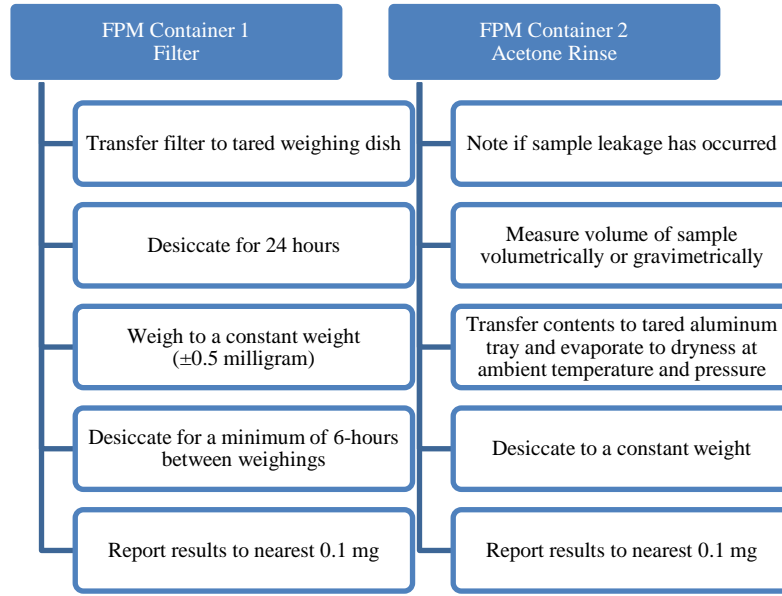 FPM Container 1
Filter
Transfer filter to tared weighing dish
Desiccate for 24 hours
Weigh to a constant weight
(±0.5 milligram)
Desiccate for a minimum of 6-hours
between weighings
Report results to nearest 0.1 mg
FPM Container 2
Acetone Rinse
Note if sample leakage has occurred
Measure volume of sample
volumetrically or gravimetrically
Transfer contents to tared aluminum
tray and evaporate to dryness at
ambient temperature and pressure
Desiccate to a constant weight
Report results to nearest 0.1 mg